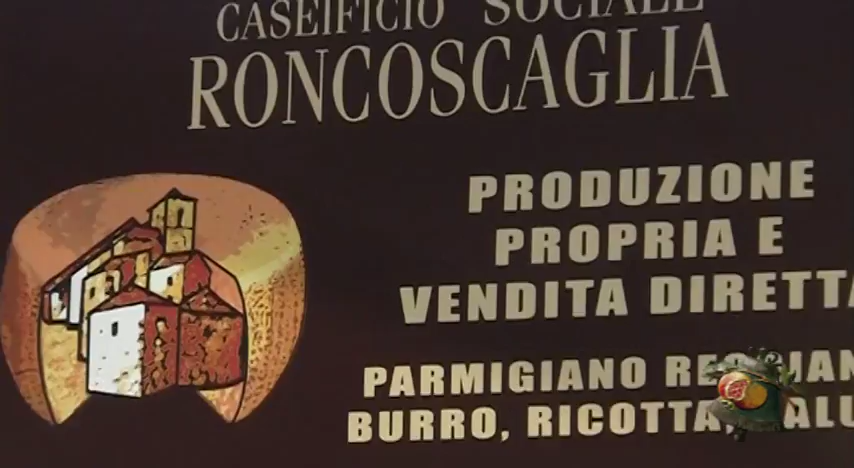 CASEIFICIO SOCIALE
RONCOSCAGLIA
PRODUZIONE
PROPRIA E
VENDITA DIRETTA
PARMIGIANO
BURRO, RICOTTA,